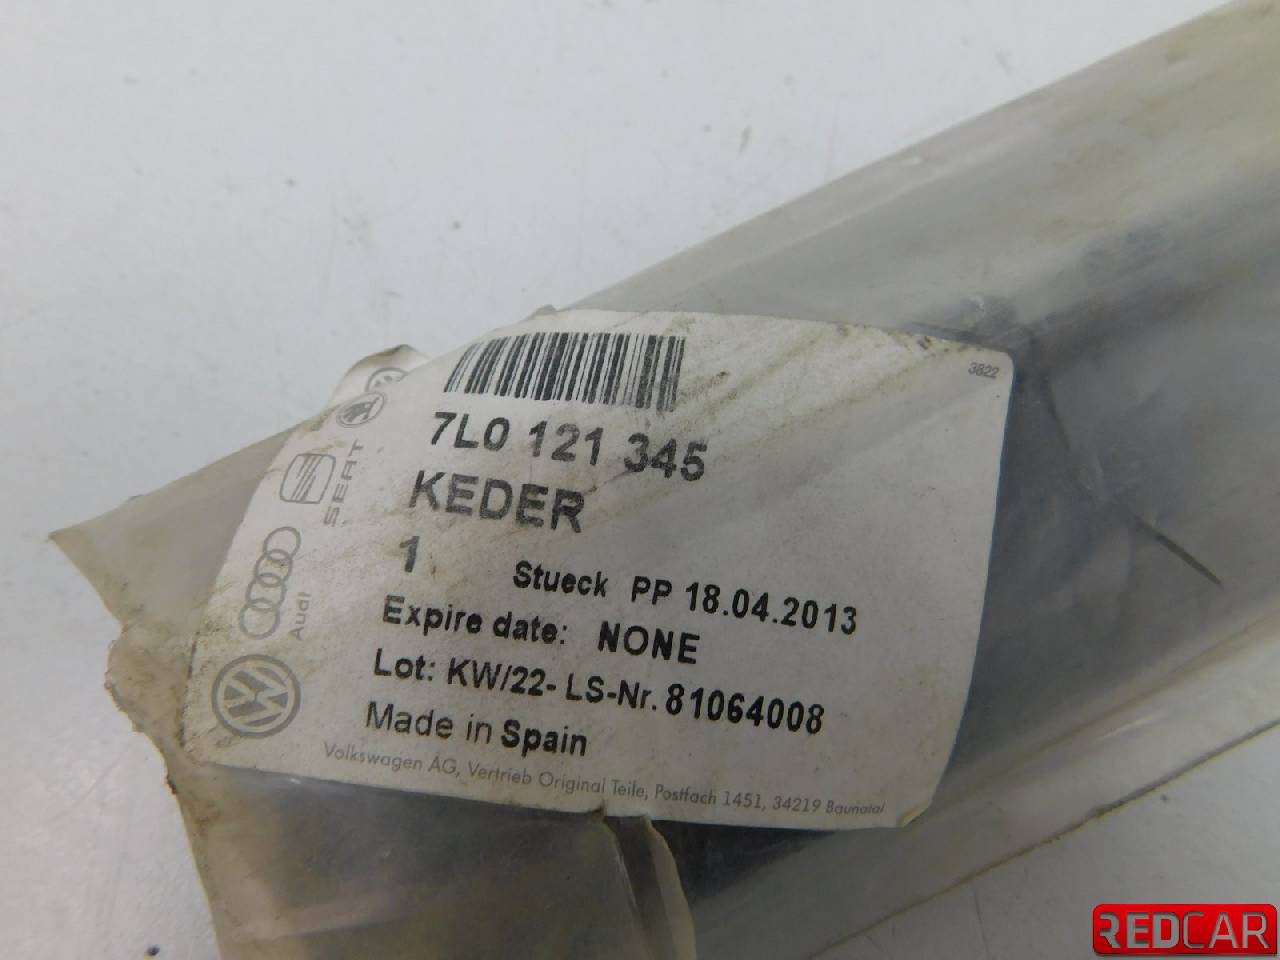 3822
7L0 121 345
KEDER
1 Stueck PP 18.04.2013
Expire date: NONE
Lot: KW/22- LS-Nr. 81064008
Made in Spain
Volkswagen AG, Vertrieb Original Teile, Postfach 1451, 34219 Baunatal
SEAT
Audi
REDCAR